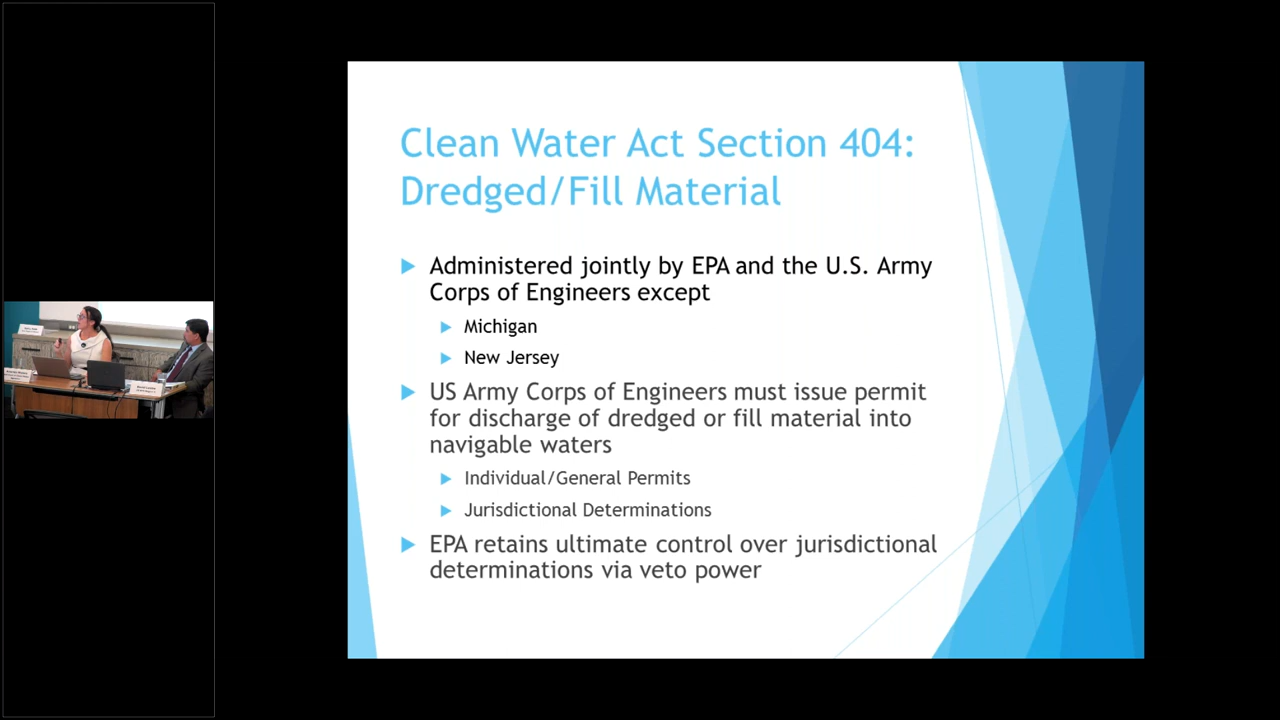 Clean Water Act Section 404:
Dredged/Fill Material
Administered jointly by EPA and the U.S. Army
Corps of Engineers except
Michigan
New Jersey
US Army Corps of Engineers must issue permit
for discharge of dredged or fill material into
navigable waters
Individual/General Permits
Jurisdictional Determinations
EPA retains ultimate control over jurisdictional
determinations via veto power